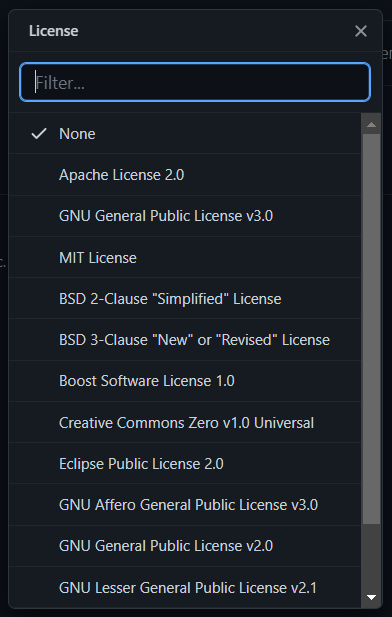 License
Filter...
None
Apache License 2.0
GNU General Public License v3.0
MIT License
BSD 2-Clause "Simplified" License
BSD 3-Clause "New" or "Revised" License
Boost Software License 1.0
Creative Commons Zero v1.0 Universal
Eclipse Public License 2.0
GNU Affero General Public License v3.0
GNU General Public License v2.0
GNU Lesser General Public License v2.1